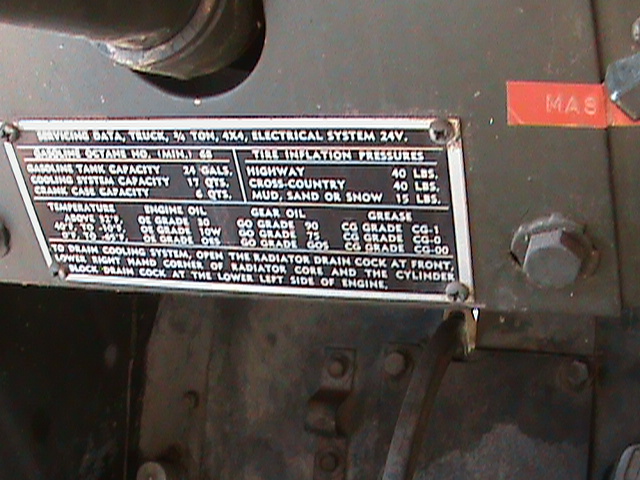 SERVICING DATA, TRUCK, ¾ TON, 4X4, ELECTRICAL SYSTEM 24V.
GASOLINE OCTANE NO. (MIN.) 68
GASOLINE TANK CAPACITY 24 GALS.
COOLING SYSTEM CAPACITY 17 QTS.
CRANK CASE CAPACITY 6 QTS.
TIRE INFLATION PRESSURES
HIGHWAY 40 LBS.
CROSS-COUNTRY 40 LBS.
MUD, SAND OR SNOW 15 LBS.
TEMPERATURE ENGINE OIL GEAR OIL GREASE
ABOVE 32°F. OE GRADE 30 GO GRADE 90 CG GRADE CG-1
40°F. TO -10°F. OE GRADE 10W GO GRADE 75 CG GRADE CG-0
0°F. TO -65°F. OE GRADE OES GO GRADE GOS CG GRADE CG-00
TO DRAIN COOLING SYSTEM, OPEN THE RADIATOR DRAIN COCK AT FRONT,
LOWER RIGHT HAND CORNER OF RADIATOR CORE AND THE CYLINDER
BLOCK DRAIN COCK AT THE LOWER LEFT SIDE OF ENGINE.
MAS